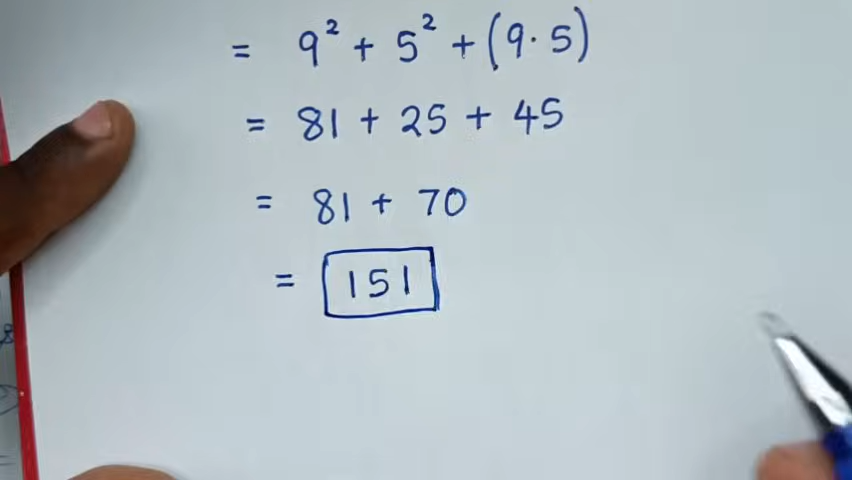 = 9² + 5² + (9 · 5)
= 81 + 25 + 45
= 81 + 70
= 151